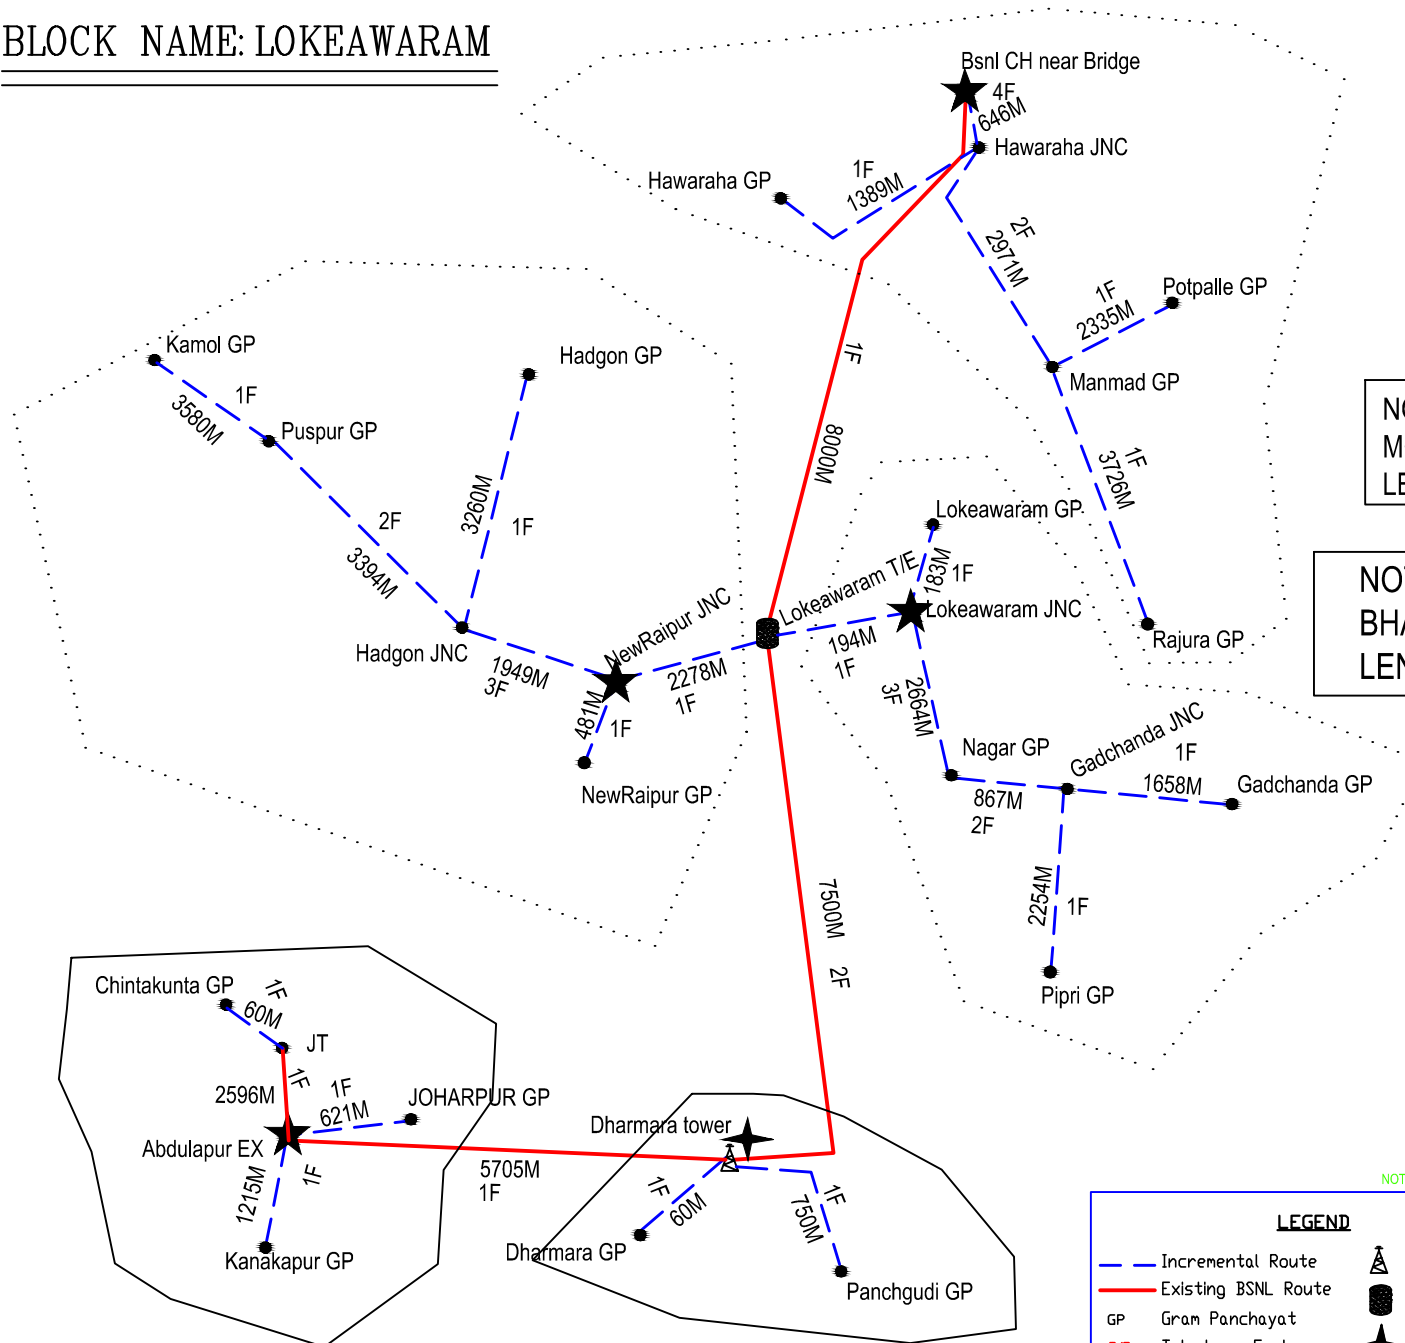 BLOCK NAME: LOKEAWARAM
Bsnl CH near Bridge
4F
646M
Hawaraha JNC
Hawaraha GP
1F
1389M
2F
2971M
Potpalle GP
1F
2335M
Manmad GP
1F
3726M
Rajura GP
Kamol GP
1F
3580M
Puspur GP
Hadgon GP
3260M
1F
2F
3394M
Hadgon JNC
1949M
3F
NewRaipur JNC
481M
1F
NewRaipur GP
2278M
1F
1F
8000M
Lokeawaram T/E
Lokeawaram GP
183M
1F
Lokeawaram JNC
194M
1F
2664M
3F
Nagar GP
Gadchanda JNC
1F
1658M
Gadchanda GP
867M
2F
2254M
1F
Pipri GP
7500M
2F
Chintakunta GP
1F
60M
JT
1F
2596M
1F
621M
JOHARPUR GP
Abdulapur EX
1215M
1F
Kanakapur GP
5705M
1F
Dharmara tower
1F
60M
Dharmara GP
1F
750M
Panchgudi GP
NOT
LEN
NOT
LEGEND
Incremental Route
Existing BSNL Route
GP Gram Panchayat